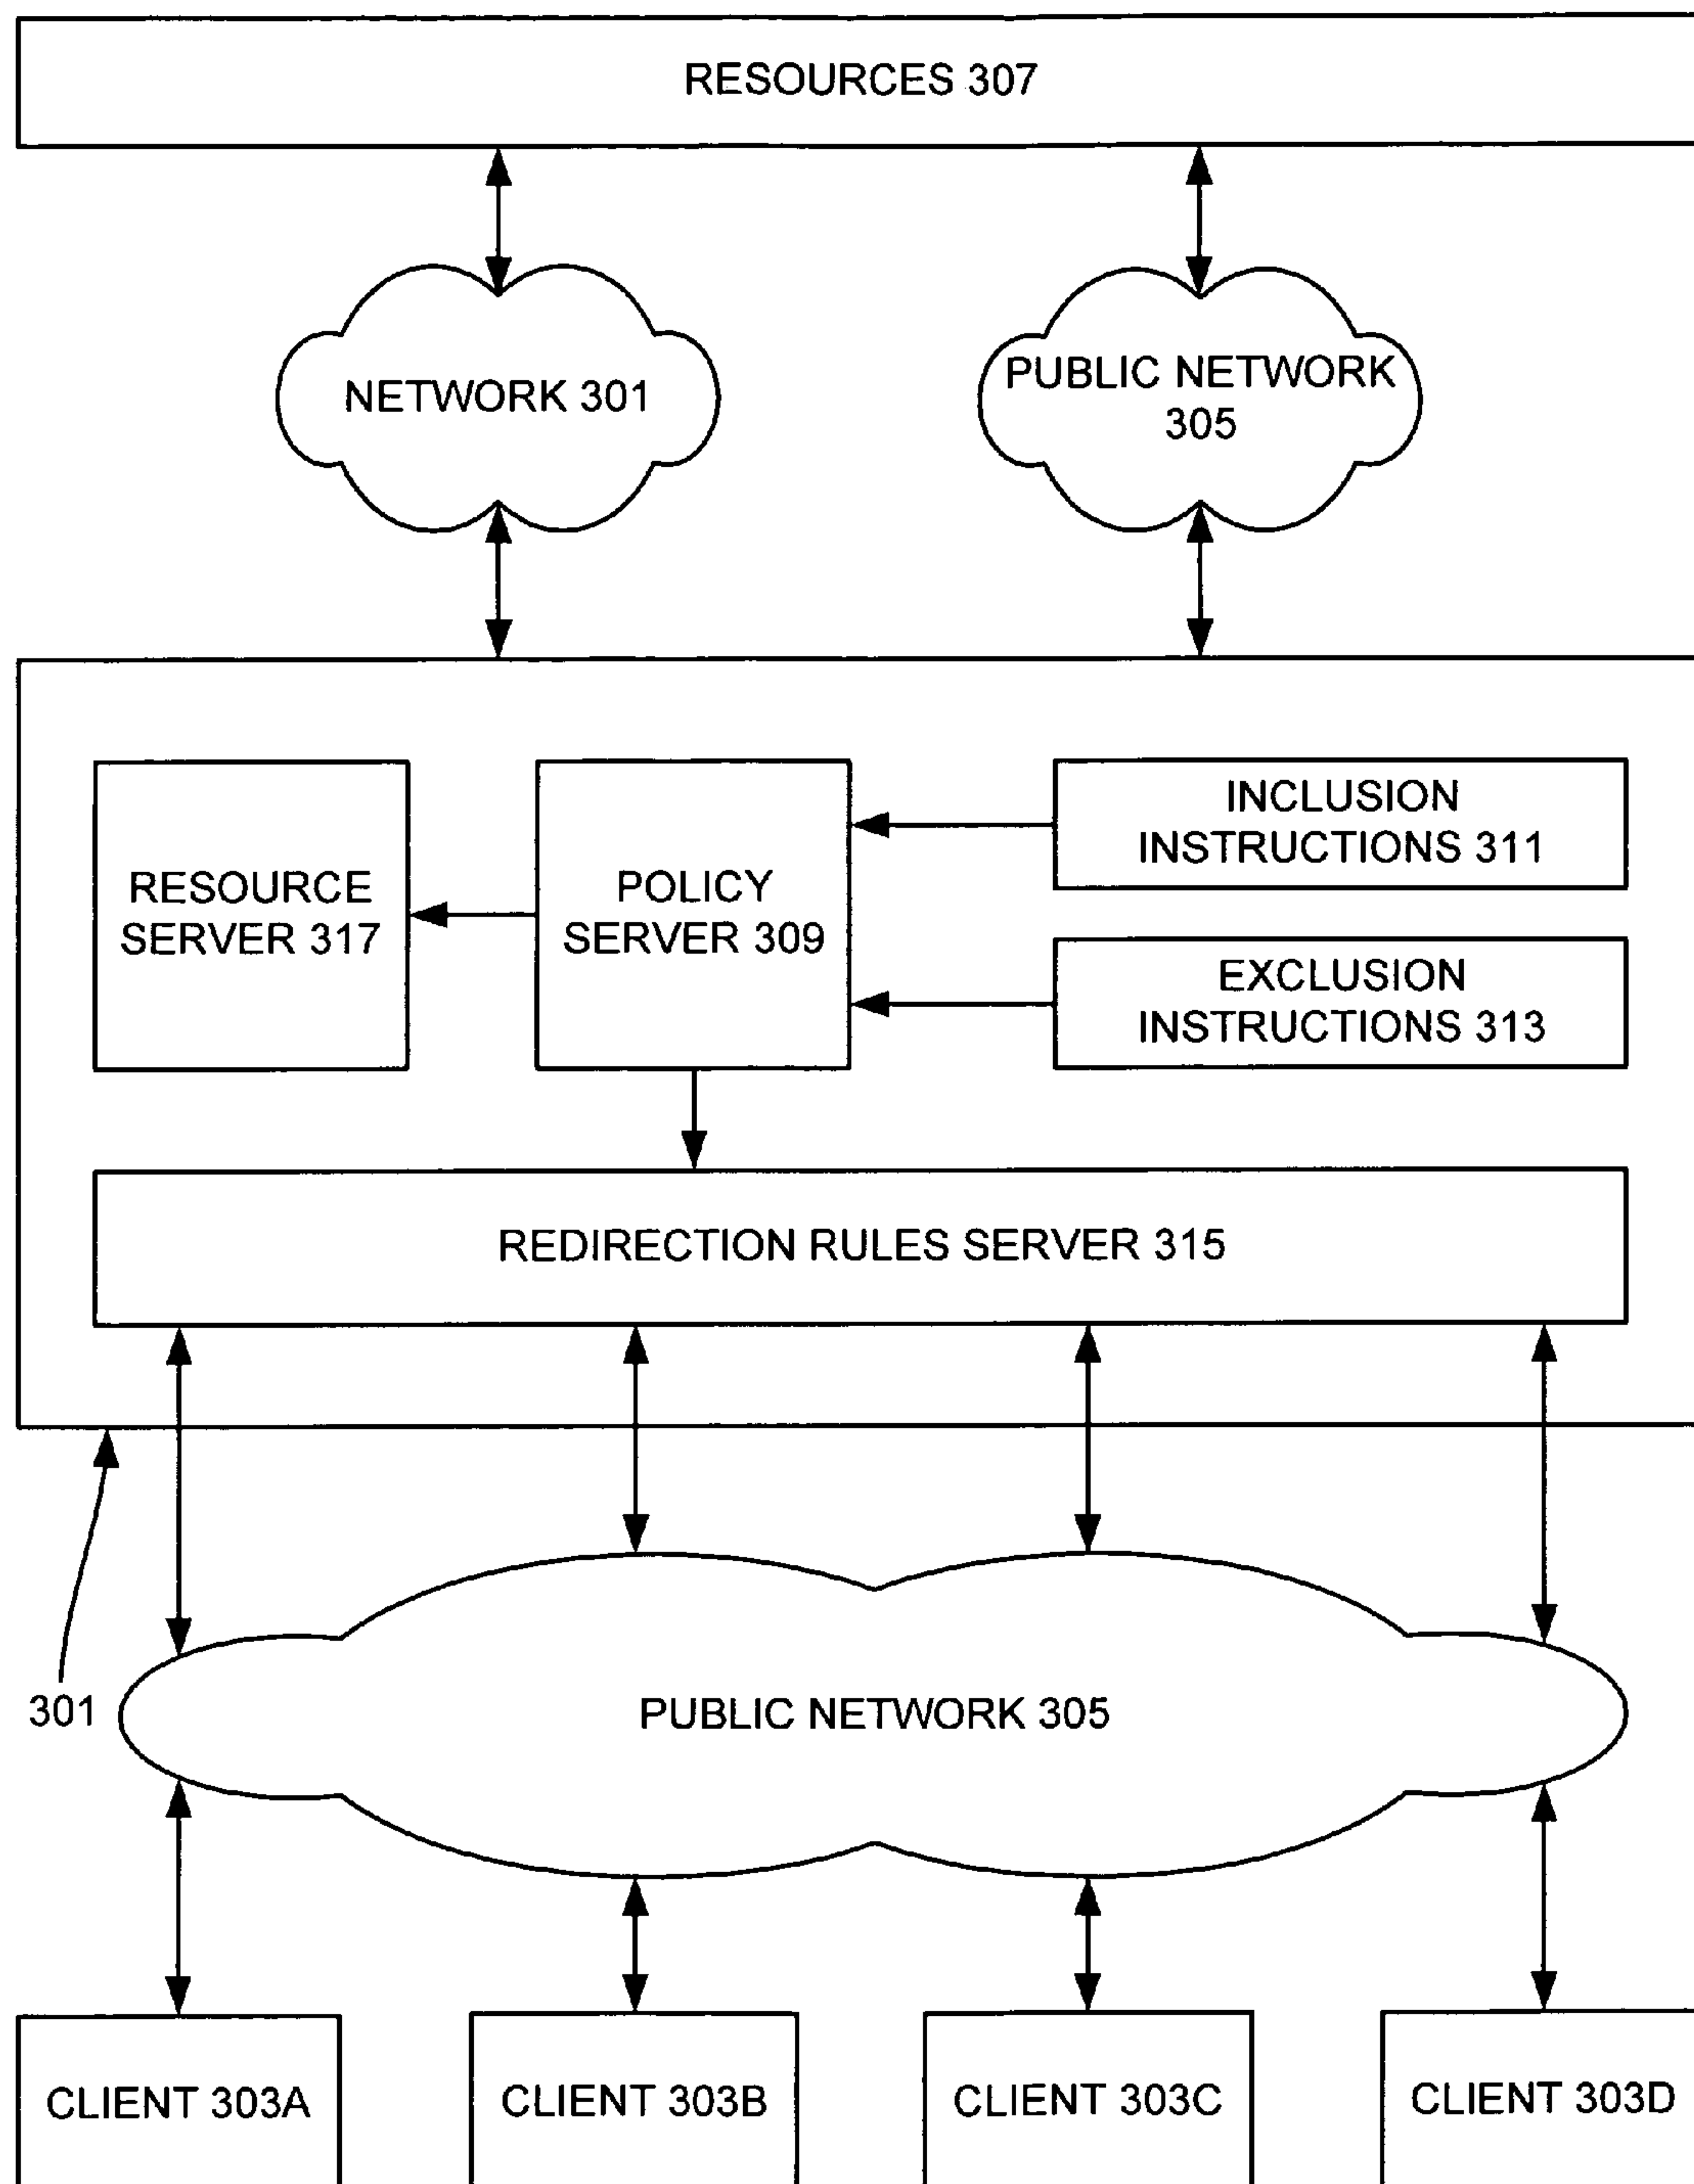 RESOURCES 307
NETWORK 301
PUBLIC NETWORK
305
RESOURCE
SERVER 317
POLICY
SERVER 309
INCLUSION
INSTRUCTIONS 311
EXCLUSION
INSTRUCTIONS 313
REDIRECTION RULES SERVER 315
301
PUBLIC NETWORK 305
CLIENT 303A
CLIENT 303B
CLIENT 303C
CLIENT 303D